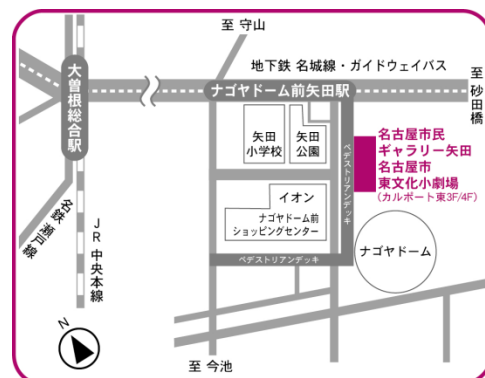 至 守山
地下鉄 名城線・ガイドウェイバス
大曽根総合駅
ナゴヤドーム前矢田駅
至 砂田橋
矢田
小学校
矢田
公園
ペデストリアンデッキ
名古屋市民
ギャラリー矢田
名古屋市
東文化小劇場
(カルポート東3F/4F)
イオン
ナゴヤドーム前
ショッピングセンター
名鉄 瀬戸線
JR 中央本線
ナゴヤドーム
ペデストリアンデッキ
N
至 今池